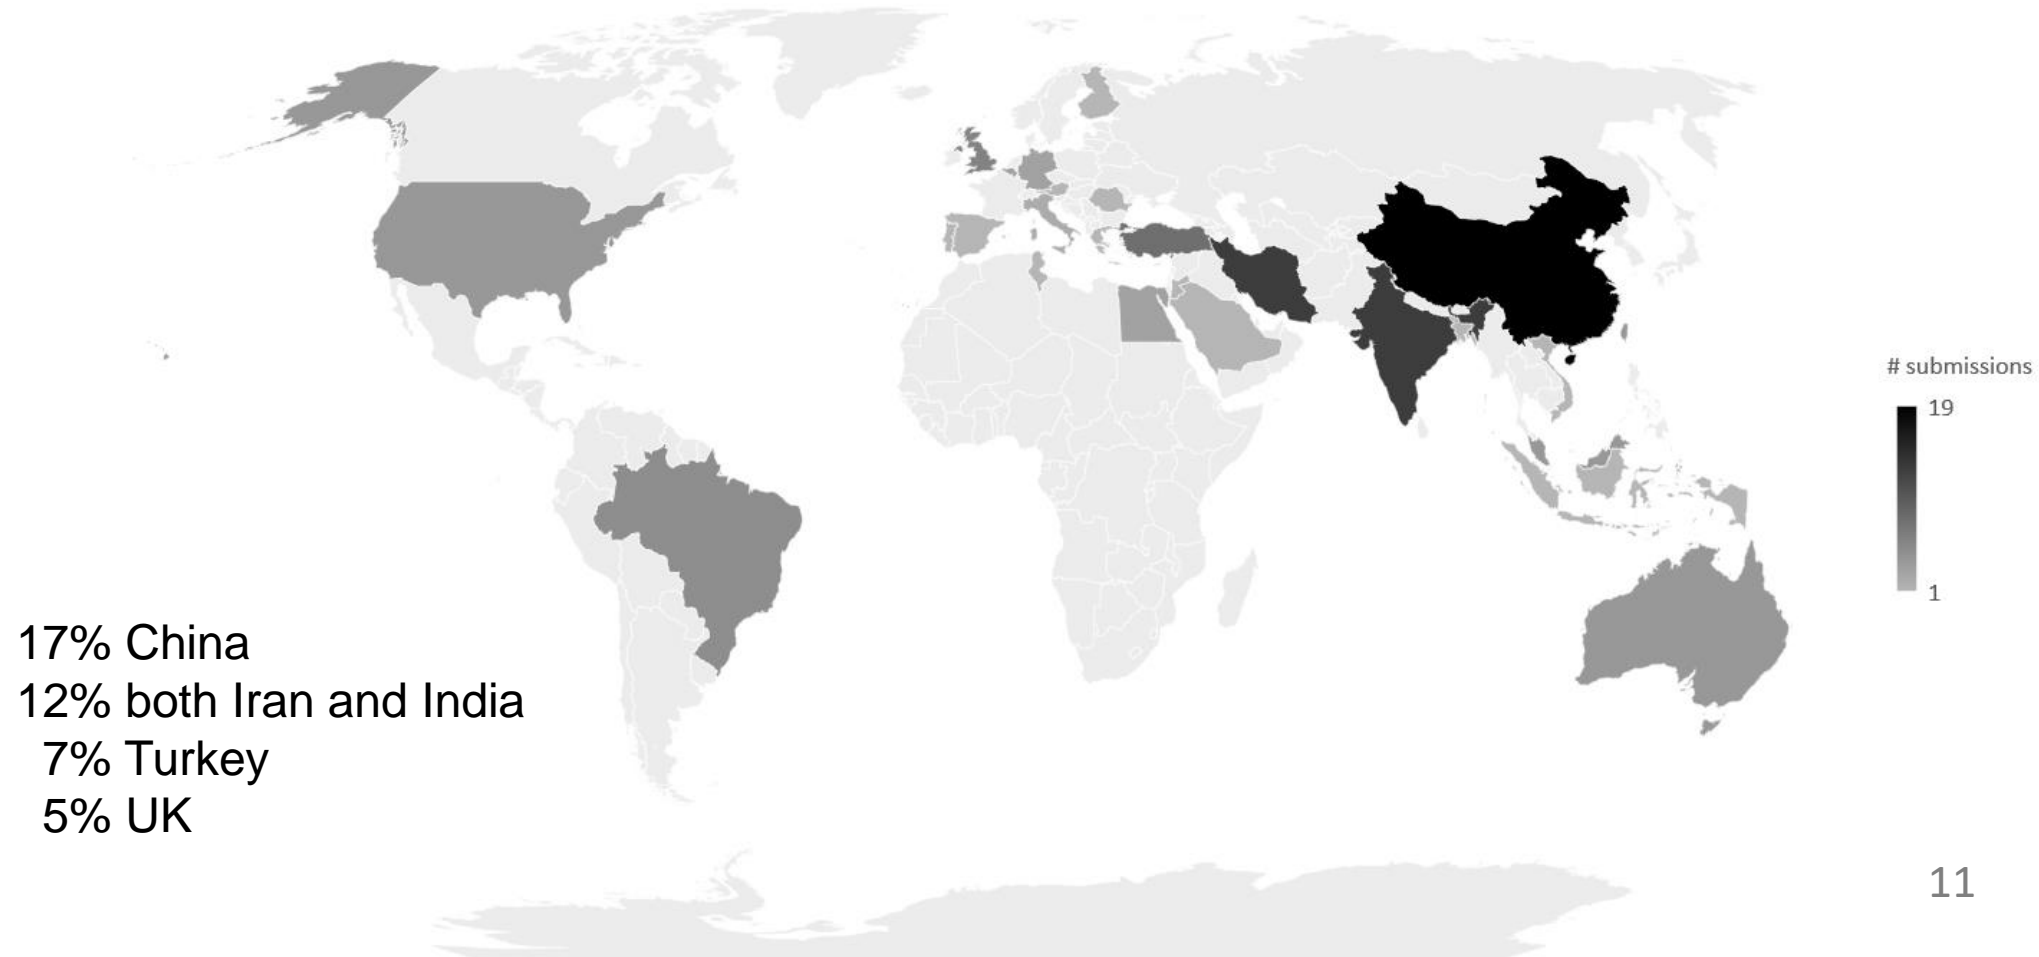 # submissions
19
1
17% China
12% both Iran and India
7% Turkey
5% UK
11